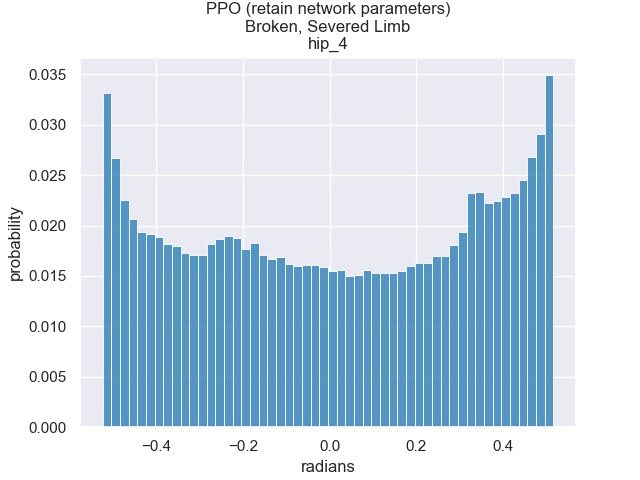 PPO (retain network parameters)
Broken, Severed Limb
hip_4
0.035
0.030
0.025
0.020
0.015
0.010
0.005
0.000
probability
−0.4
−0.2
0.0
0.2
0.4
radians